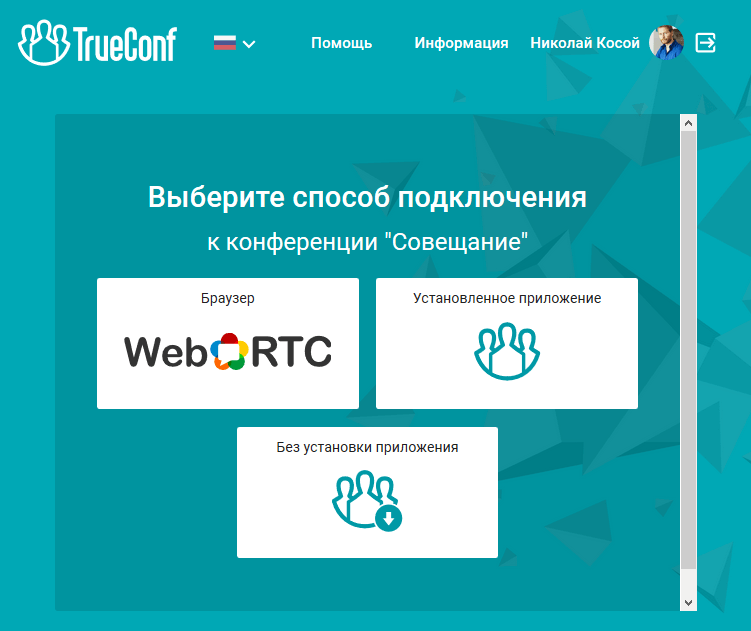 TrueConf
Помощь
Информация
Николай Косой
Выберите способ подключения
к конференции "Совещание"
Браузер
WebRTC
Установленное приложение
Без установки приложения